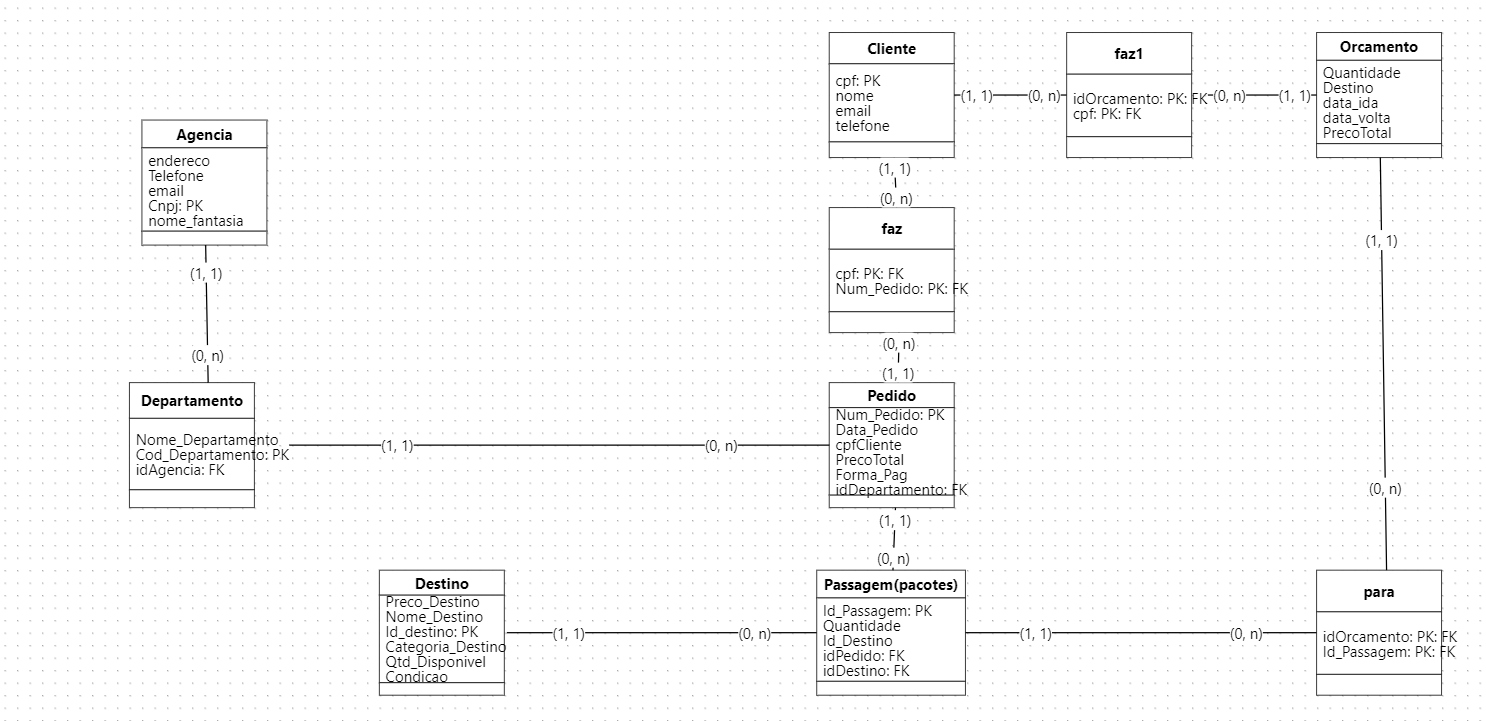 Cliente
cpf: PK
nome
email
telefone
(1, 1)
(0, n)
faz1
idOrcamento: PK: FK
cpf: PK: FK
(0, n)
(1, 1)
Orcamento
Quantidade
Destino
data_ida
data_volta
PrecoTotal
Agencia
endereco
Telefone
email
Cnpj: PK
nome_fantasia
(1, 1)
(0, n)
(1, 1)
(0, n)
faz
cpf: PK: FK
Num_Pedido: PK: FK
(0, n)
(1, 1)
(1, 1)
(0, n)
Departamento
Nome_Departamento
Cod_Departamento: PK
idAgencia: FK
(1, 1)
(0, n)
Pedido
Num_Pedido: PK
Data_Pedido
cpfCliente
PrecoTotal
Forma_Pag
idDepartamento: FK
(1, 1)
(0, n)
Destino
Preco_Destino
Nome_Destino
Id_destino: PK
Categoria_Destino
Qtd_Disponivel
Condicao
(1, 1)
(0, n)
Passagem(pacotes)
Id_Passagem: PK
Quantidade
Id_Destino
idPedido: FK
idDestino: FK
(1, 1)
(0, n)
para
idOrcamento: PK: FK
Id_Passagem: PK: FK